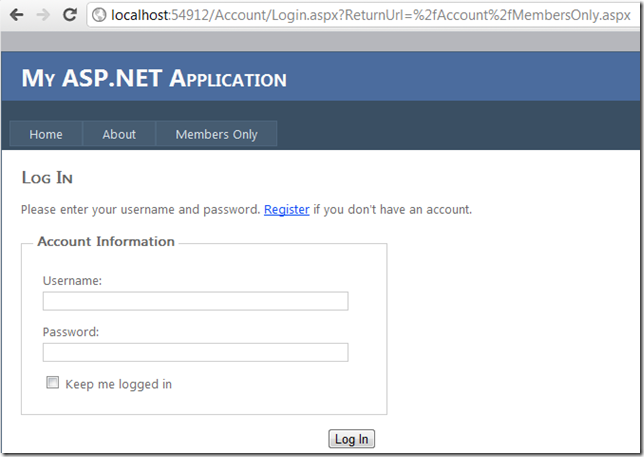 localhost:54912/Account/Login.aspx?ReturnUrl=%2fAccount%2fMembersOnly.aspx
My ASP.NET Application
Home About Members Only
Log In
Please enter your username and password. Register if you don't have an account.
Account Information
Username:
Password:
Keep me logged in
Log In